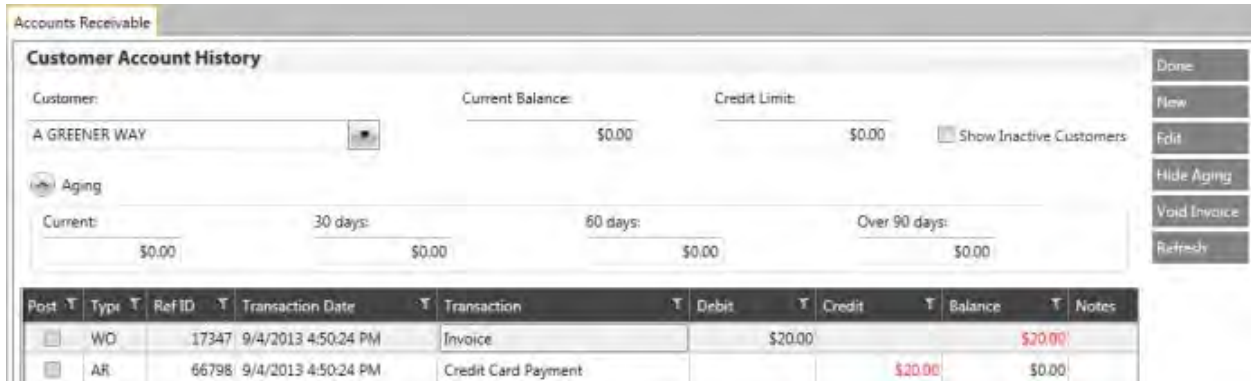 Accounts Receivable
Customer Account History
Done
Customer: Current Balance: Credit Limit:
New
A GREENER WAY $0.00 $0.00 Show Inactive Customers
Edit
Aging
Hide Aging
Current: 30 days: 60 days: Over 90 days:
Void Invoice
$0.00 $0.00 $0.00 $0.00
Refresh
Post Type Ref ID Transaction Date Transaction Debit Credit Balance Notes
WO 17347 9/4/2013 4:50:24 PM Invoice $20.00 $20.00
AR 66798 9/4/2013 4:50:24 PM Credit Card Payment $20.00 $0.00